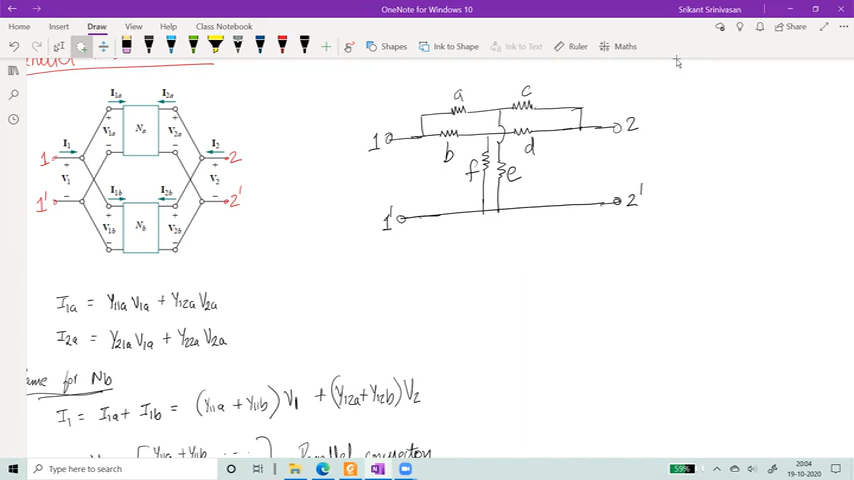 OneNote for Windows 10
Srikant Srinivasan
Home Insert Draw View Help Class Notebook
Share
Shapes Ink to Shape Ink to Text Ruler Maths
I1a I2a
I1 V1a Na V2a I2
1 2
V1 V2
1' I1b I2b 2'
V1b Nb V2b
a c
1 b d 2
f e
1' 2'
I1a = Y11a V1a + Y12a V2a
I2a = Y21a V1a + Y22a V2a
for Nb
I1 = I1a + I1b = (Y11a + Y11b) V1 + (Y12a + Y12b) V2
Y11a + Y11b Parallel
Type here to search
59%
20:04
19-10-2020